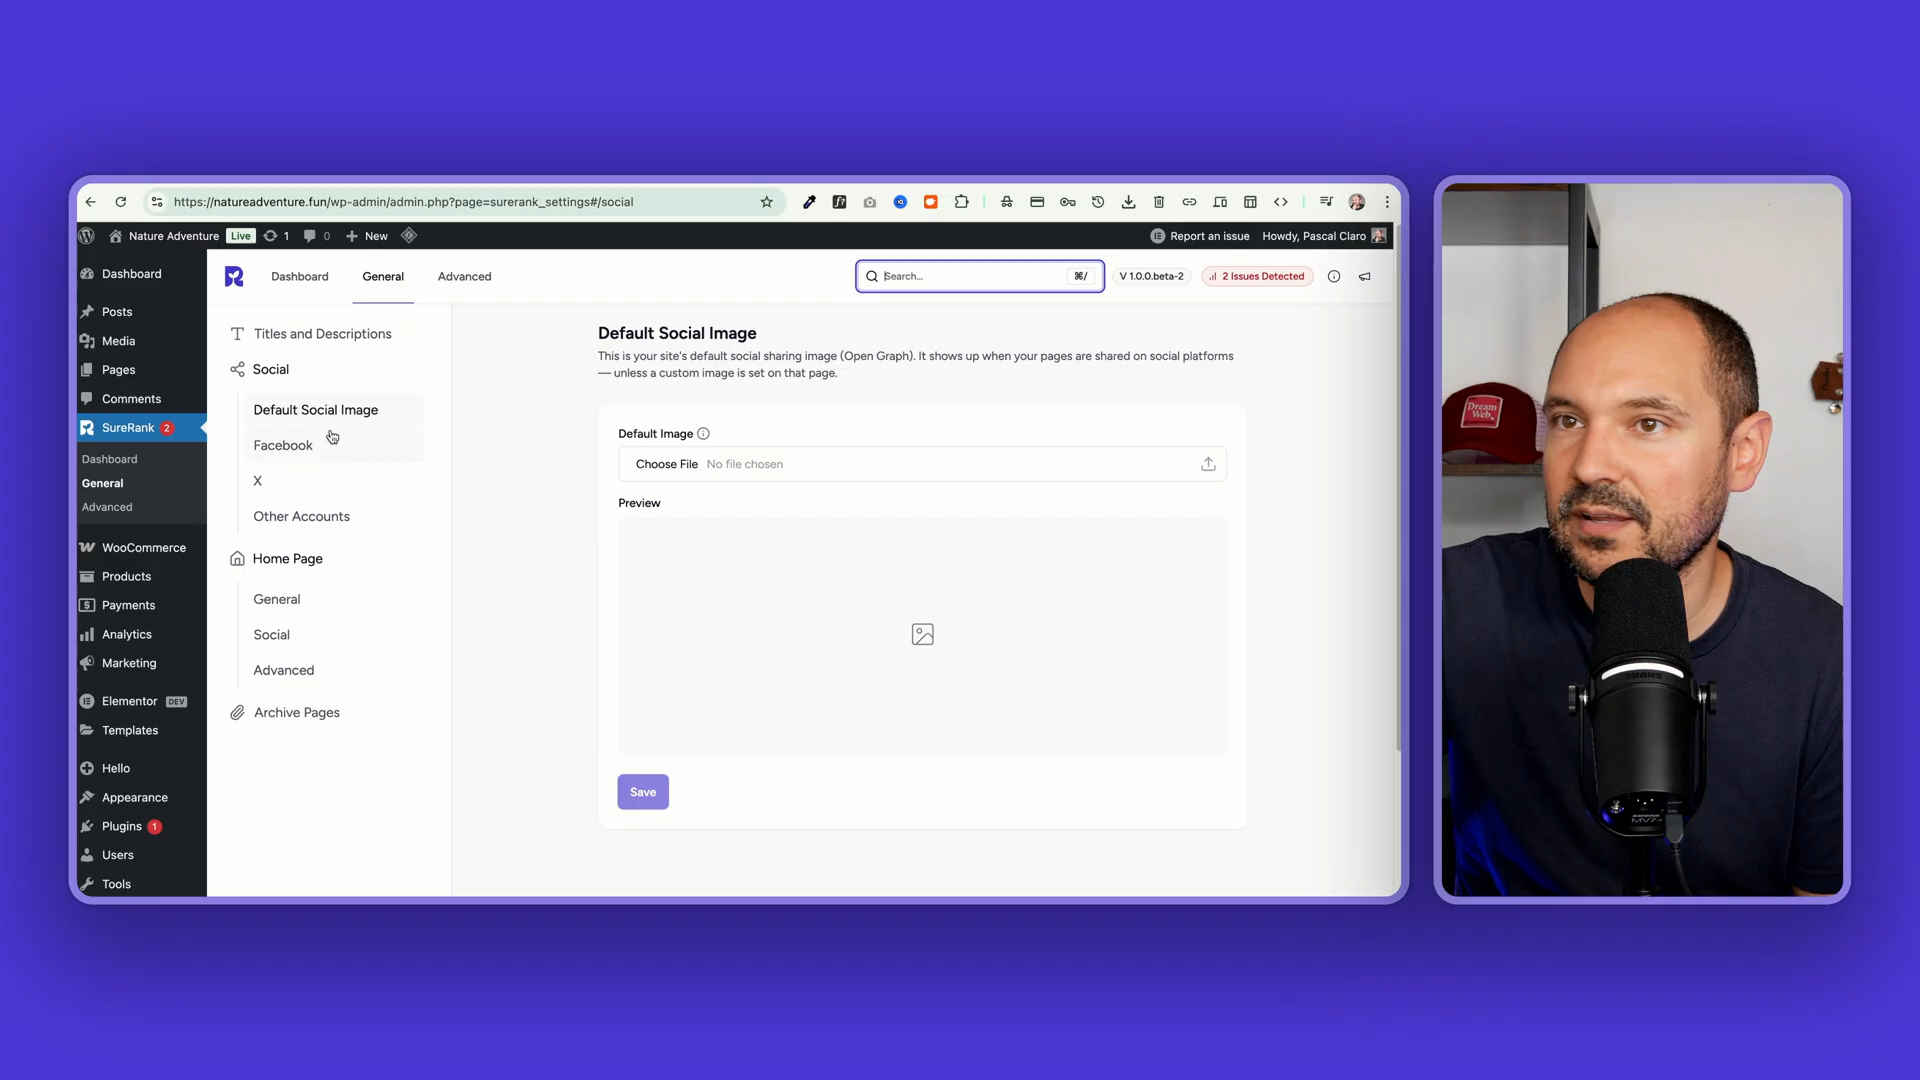 https://natureadventure.fun/wp-admin/admin.php?page=surerank_settings#/social
f?
Nature Adventure Live 1 0 New Report an issue Howdy, Pascal Claro
Dashboard
Posts
Media
Pages
Comments
SureRank 2
Dashboard
General
Advanced
WooCommerce
Products
Payments
Analytics
Marketing
Elementor DEV
Templates
Hello
Appearance
Plugins 1
Users
Tools
Dashboard General Advanced Search... ⌘/ V 1.0.0.beta-2 2 Issues Detected
Titles and Descriptions
Social
Default Social Image
Facebook
X
Other Accounts
Home Page
General
Social
Advanced
Archive Pages
Default Social Image
This is your site's default social sharing image (Open Graph). It shows up when your pages are shared on social platforms
— unless a custom image is set on that page.
Default Image
Choose File No file chosen
Preview
Save
Dream
Web
MV7+